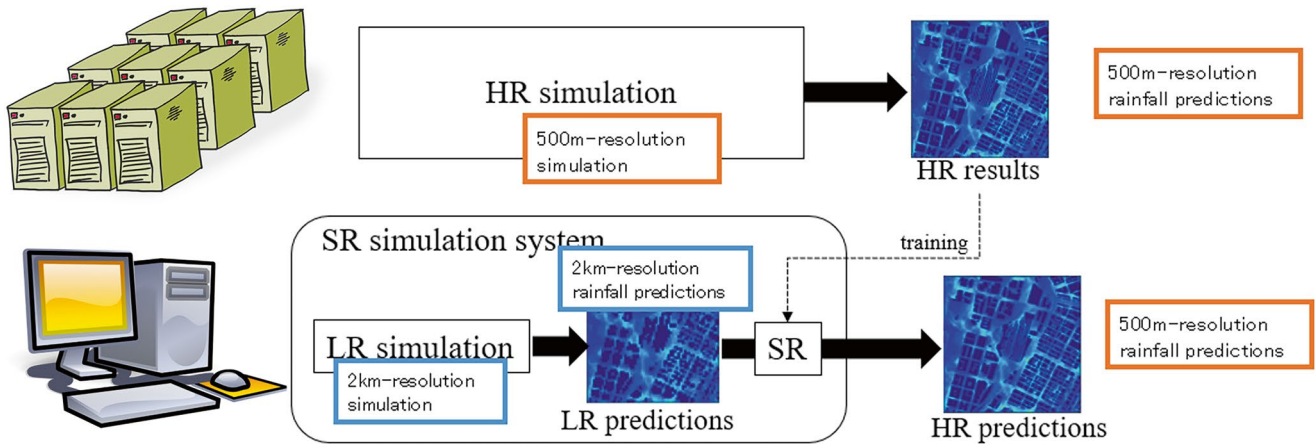 HR simulation
500m-resolution
simulation
HR results
500m-resolution
rainfall predictions
training
SR simulation system
2km-resolution
rainfall predictions
LR simulation
2km-resolution
simulation
LR predictions
SR
HR predictions
500m-resolution
rainfall predictions